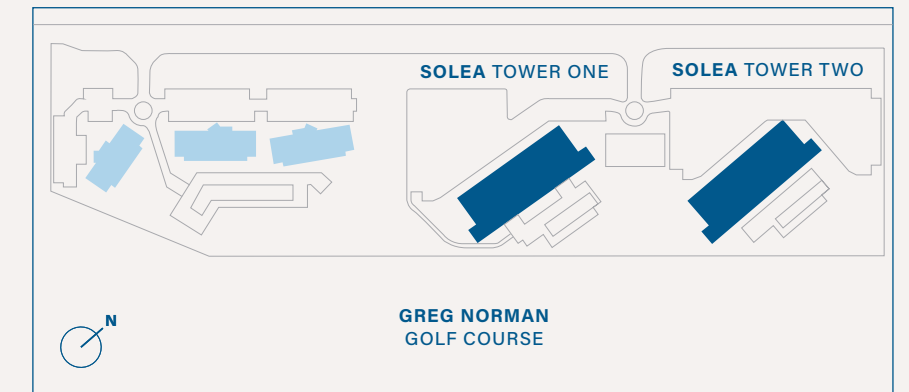 SOLEA TOWER ONE
SOLEA TOWER TWO
GREG NORMAN
GOLF COURSE
N